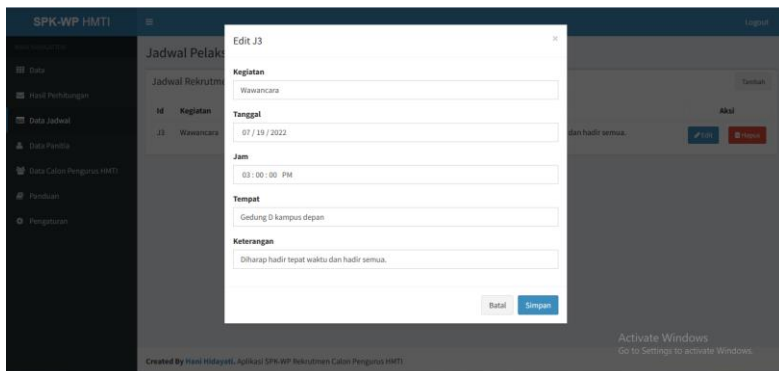 SPK-WP HMTI
Logout
Edit J3
×
Jadwal Pelaks
Data
Kegiatan
Jadwal Rekrutme
Tambah
Wawancara
Hasil Perhitungan
Id Kegiatan
Aksi
Tanggal
Data Jadwal
07 / 19 / 2022
J3 Wawancara
dan hadir semua.
Edit
Hapus
Data Panitia
Jam
Data Calon Pengurus HMTI
03 : 00 : 00 PM
Panduan
Tempat
Gedung D kampus depan
Pengaturan
Keterangan
Diharap hadir tepat waktu dan hadir semua.
Batal
Simpan
Activate Windows
Go to Settings to activate Windows.
Created By Heni Hidayati. Aplikasi SPK-WP Rekrutmen Calon Pengurus HMTI